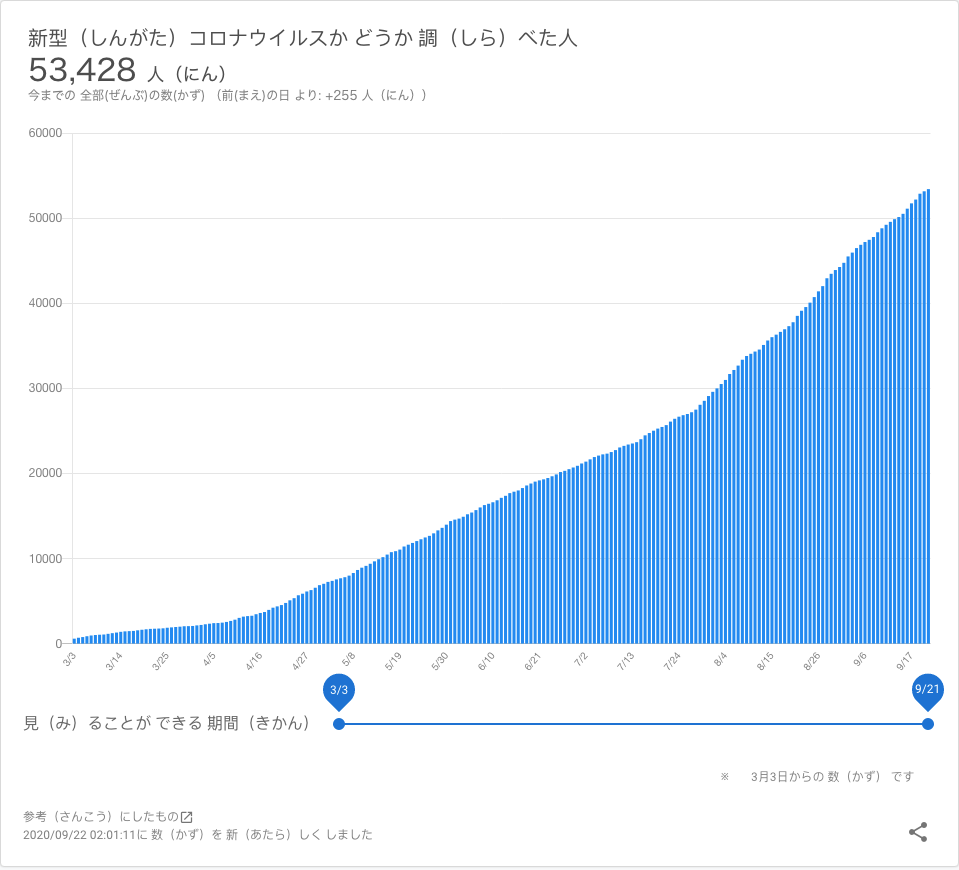 新型（しんがた）コロナウイルスか どうか 調（しら）べた人
53,428 人（にん）
今までの 全部(ぜんぶ)の数(かず) （前(まえ)の日 より: +255 人（にん））
60000
50000
40000
30000
20000
10000
0
3/3 3/14 3/25 4/5 4/16 4/27 5/8 5/19 5/30 6/10 6/21 7/2 7/13 7/24 8/4 8/15 8/26 9/6 9/17
3/3 9/21
見（み）ることが できる 期間（きかん）
※ 3月3日からの 数（かず） です
参考（さんこう）にしたもの
2020/09/22 02:01:11に 数（かず）を 新（あたら）しく しました